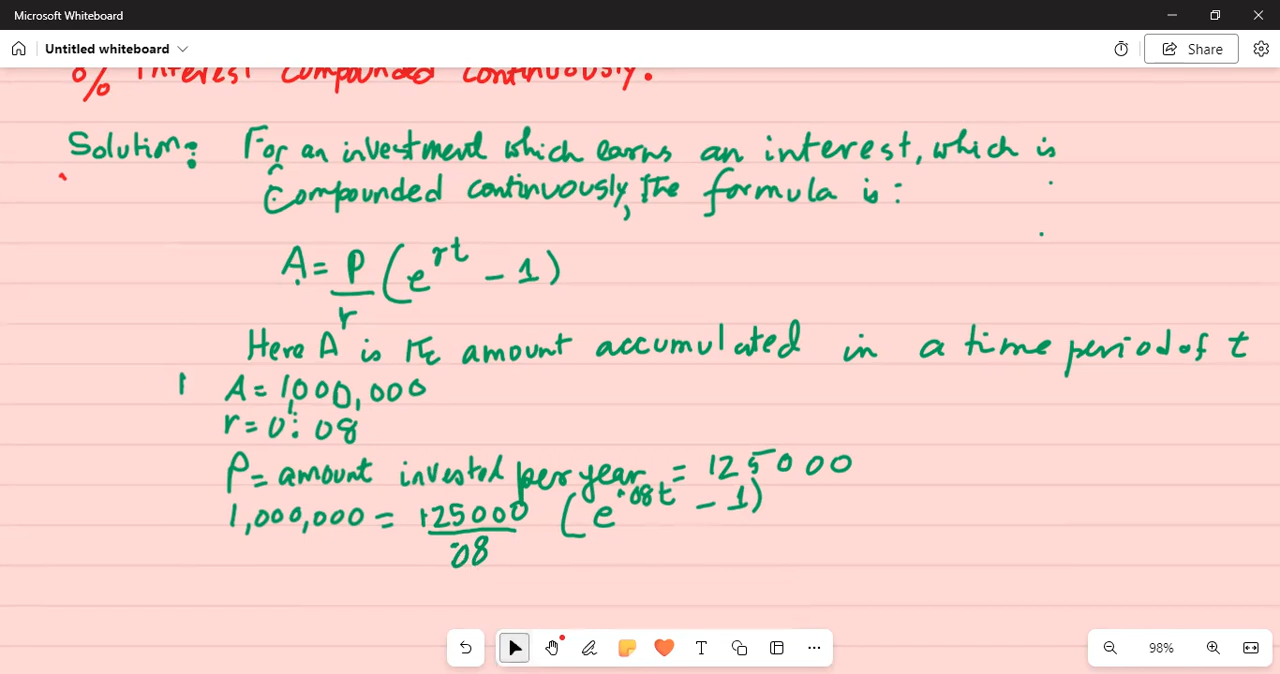 Microsoft Whiteboard
Untitled whiteboard
Share
% interest compounded continuously.
Solution: For an investment which earns an interest, which is
compounded continuously, the formula is:
A = P/r (e^rt - 1)
Here A is the amount accumulated in a time period of t
A = 1,000,000
r = 0.08
P = amount invested per year = 125000
1,000,000 = 125000/.08 (e^.08t - 1)
98%